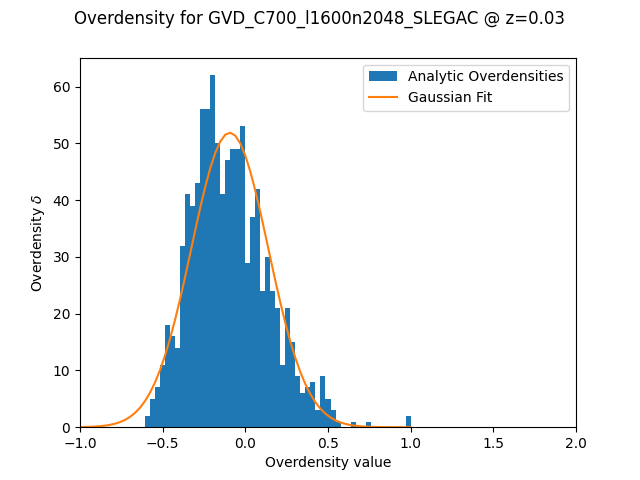 Overdensity for GVD_C700_l1600n2048_SLEGAC @ z=0.03
Analytic Overdensities
Gaussian Fit
Overdensity δ
60
50
40
30
20
10
0
−1.0 −0.5 0.0 0.5 1.0 1.5 2.0
Overdensity value